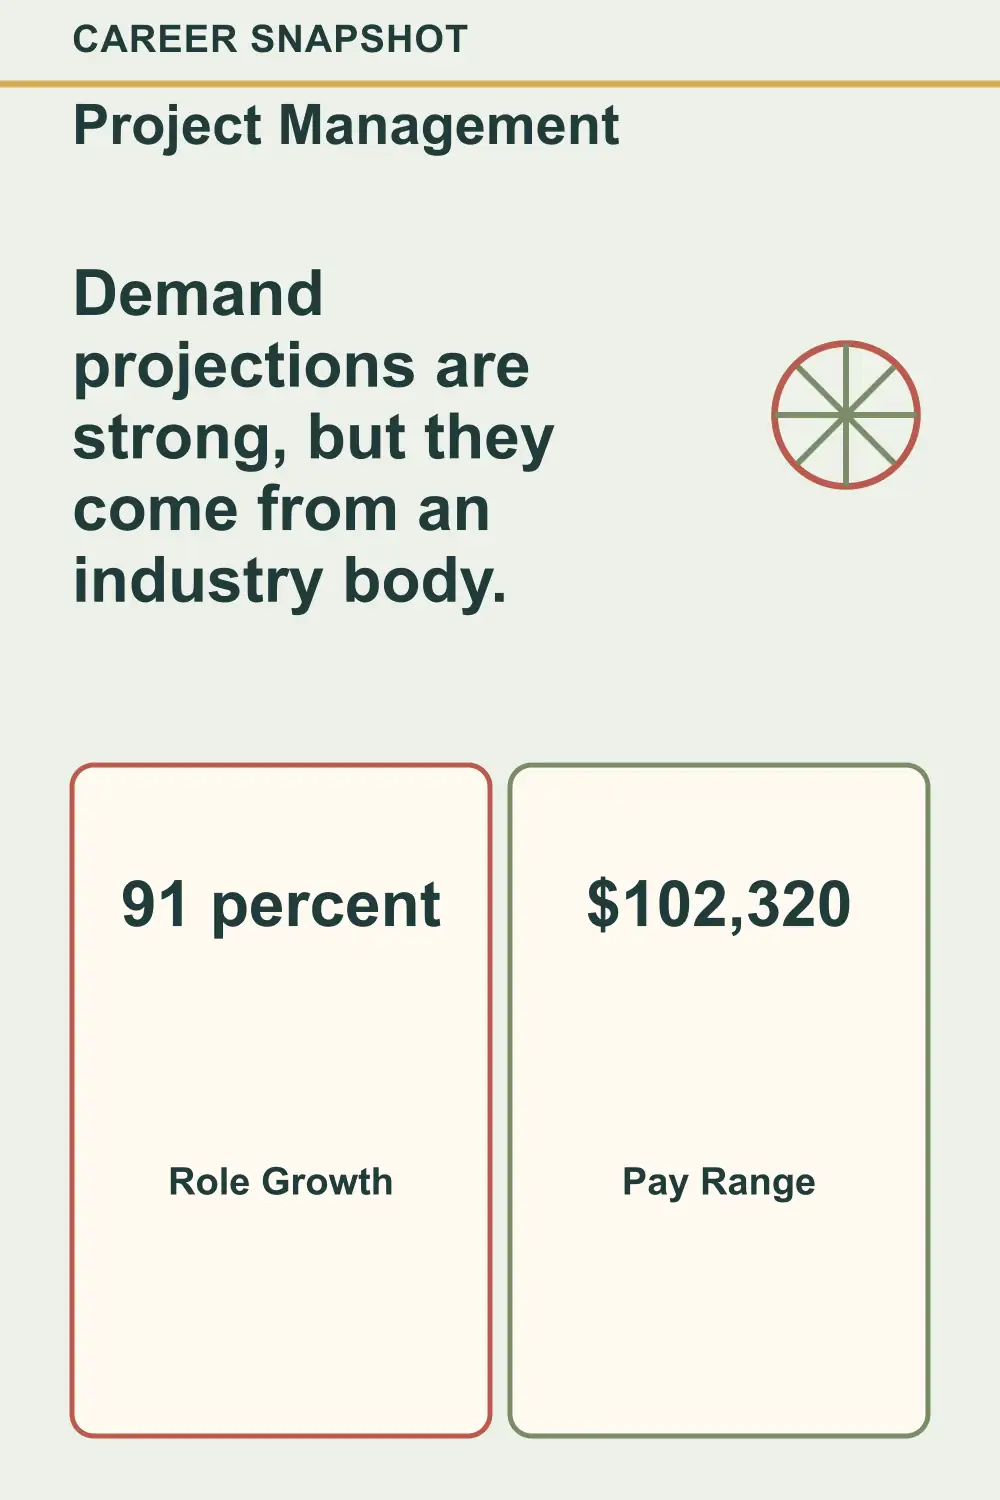 CAREER SNAPSHOT
Project Management
Demand
projections are
strong, but they
come from an
industry body.
91 percent
$102,320
Role Growth
Pay Range